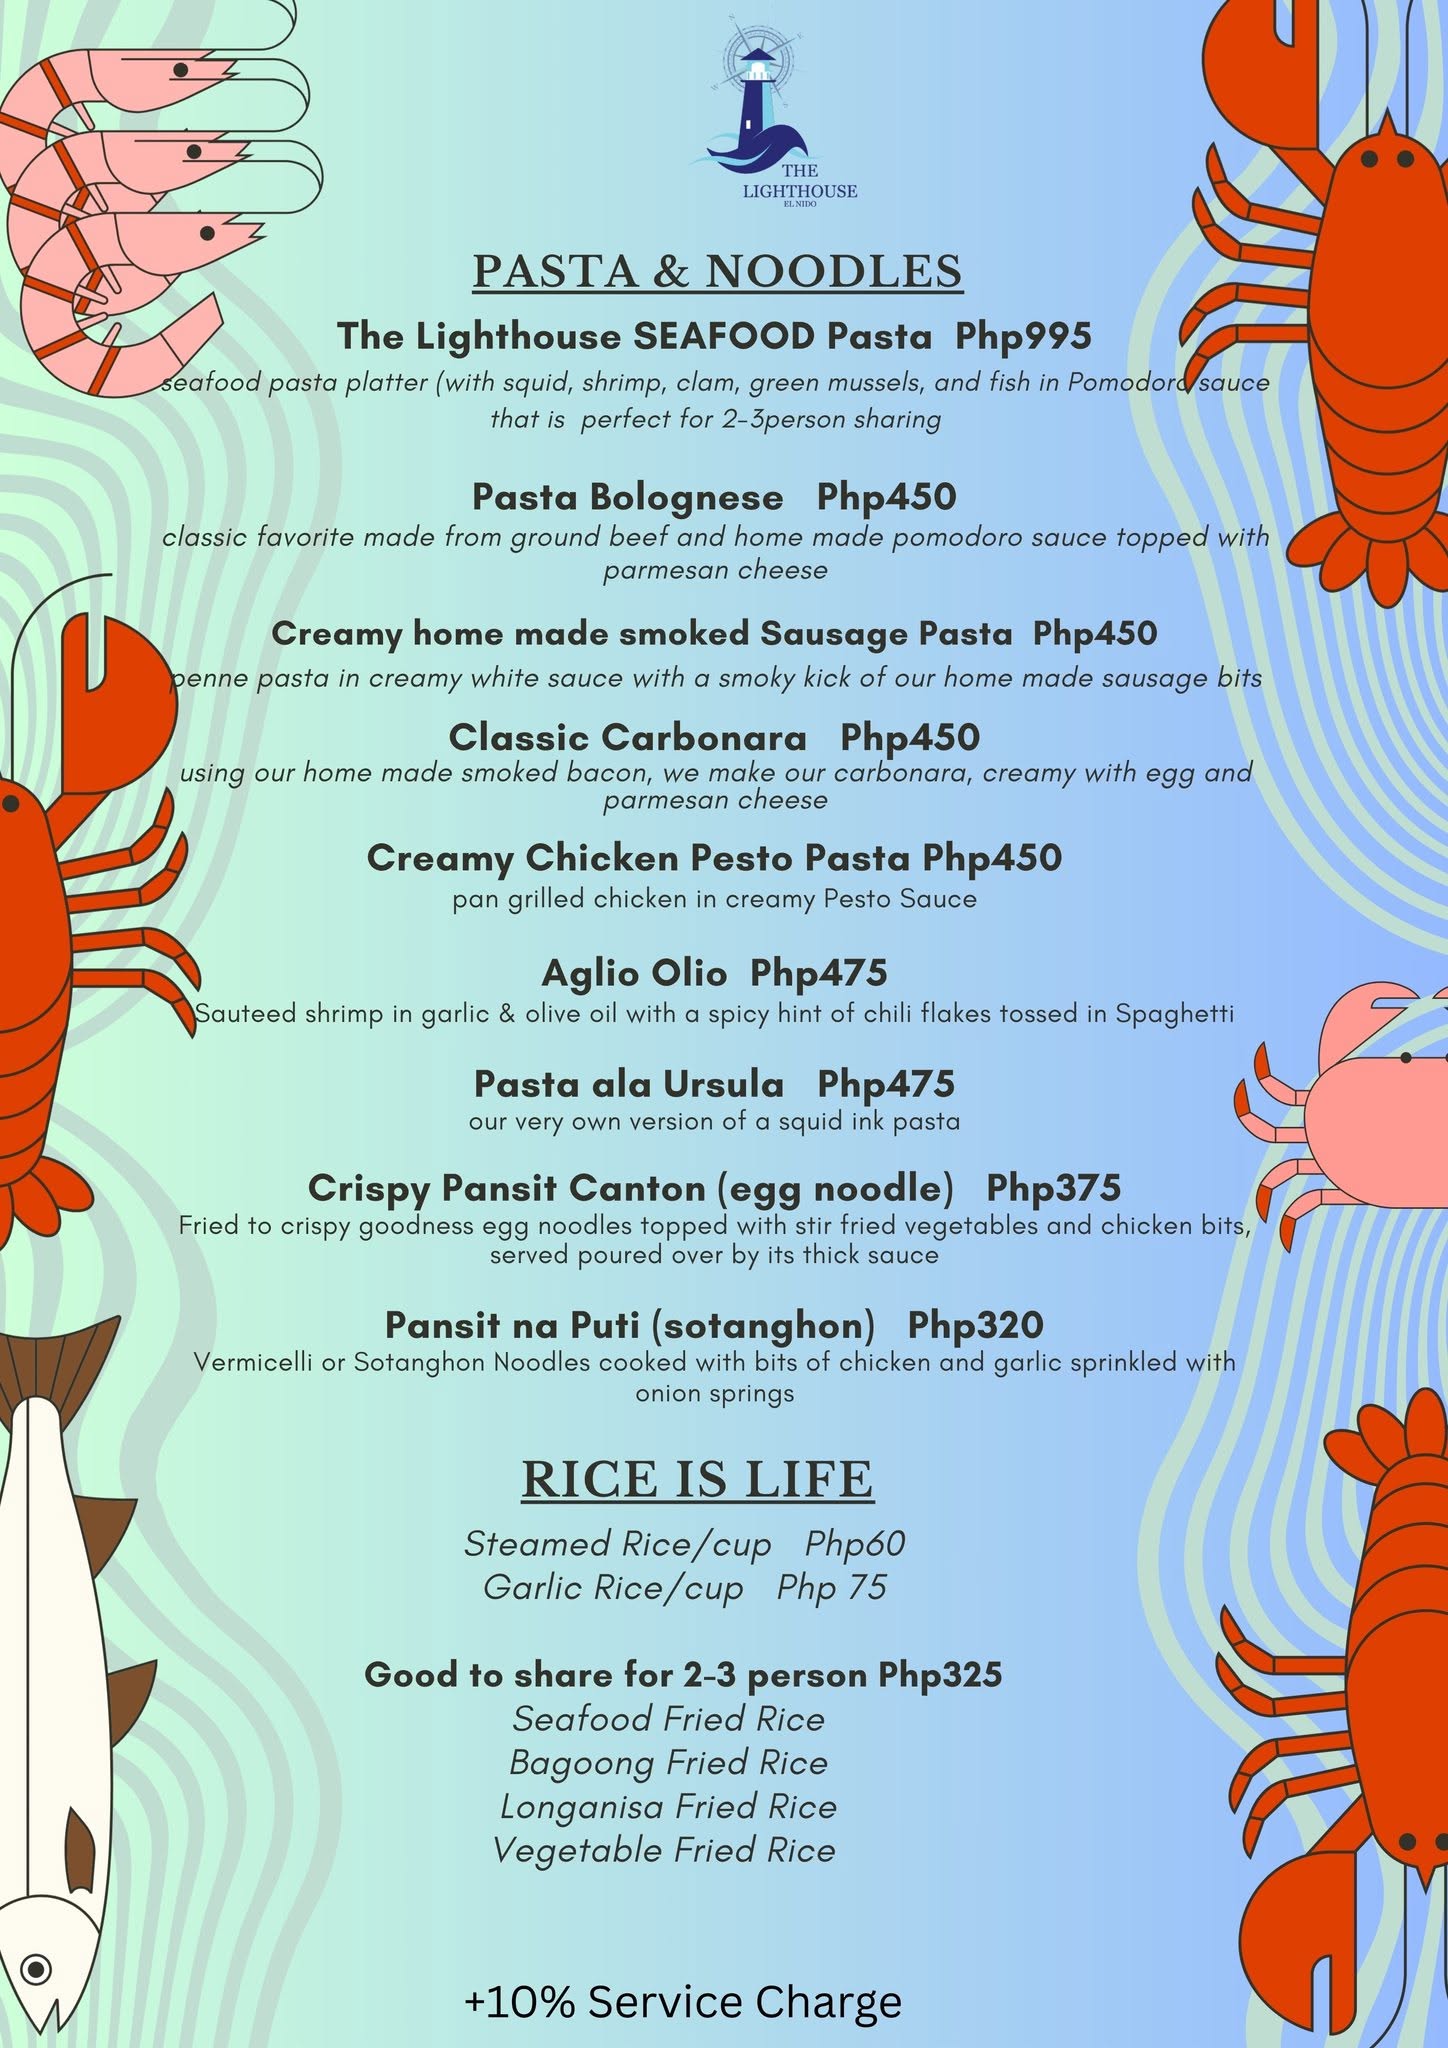 THE
LIGHTHOUSE
EL NIDO
PASTA & NOODLES
The Lighthouse SEAFOOD Pasta Php995
seafood pasta platter (with squid, shrimp, clam, green mussels, and fish in Pomodoro sauce
that is perfect for 2-3person sharing
Pasta Bolognese Php450
classic favorite made from ground beef and home made pomodoro sauce topped with
parmesan cheese
Creamy home made smoked Sausage Pasta Php450
penne pasta in creamy white sauce with a smoky kick of our home made sausage bits
Classic Carbonara Php450
using our home made smoked bacon, we make our carbonara, creamy with egg and
parmesan cheese
Creamy Chicken Pesto Pasta Php450
pan grilled chicken in creamy Pesto Sauce
Aglio Olio Php475
Sauteed shrimp in garlic & olive oil with a spicy hint of chili flakes tossed in Spaghetti
Pasta ala Ursula Php475
our very own version of a squid ink pasta
Crispy Pansit Canton (egg noodle) Php375
Fried to crispy goodness egg noodles topped with stir fried vegetables and chicken bits,
served poured over by its thick sauce
Pansit na Puti (sotanghon) Php320
Vermicelli or Sotanghon Noodles cooked with bits of chicken and garlic sprinkled with
onion springs
RICE IS LIFE
Steamed Rice/cup Php60
Garlic Rice/cup Php 75
Good to share for 2-3 person Php325
Seafood Fried Rice
Bagoong Fried Rice
Longanisa Fried Rice
Vegetable Fried Rice
+10% Service Charge